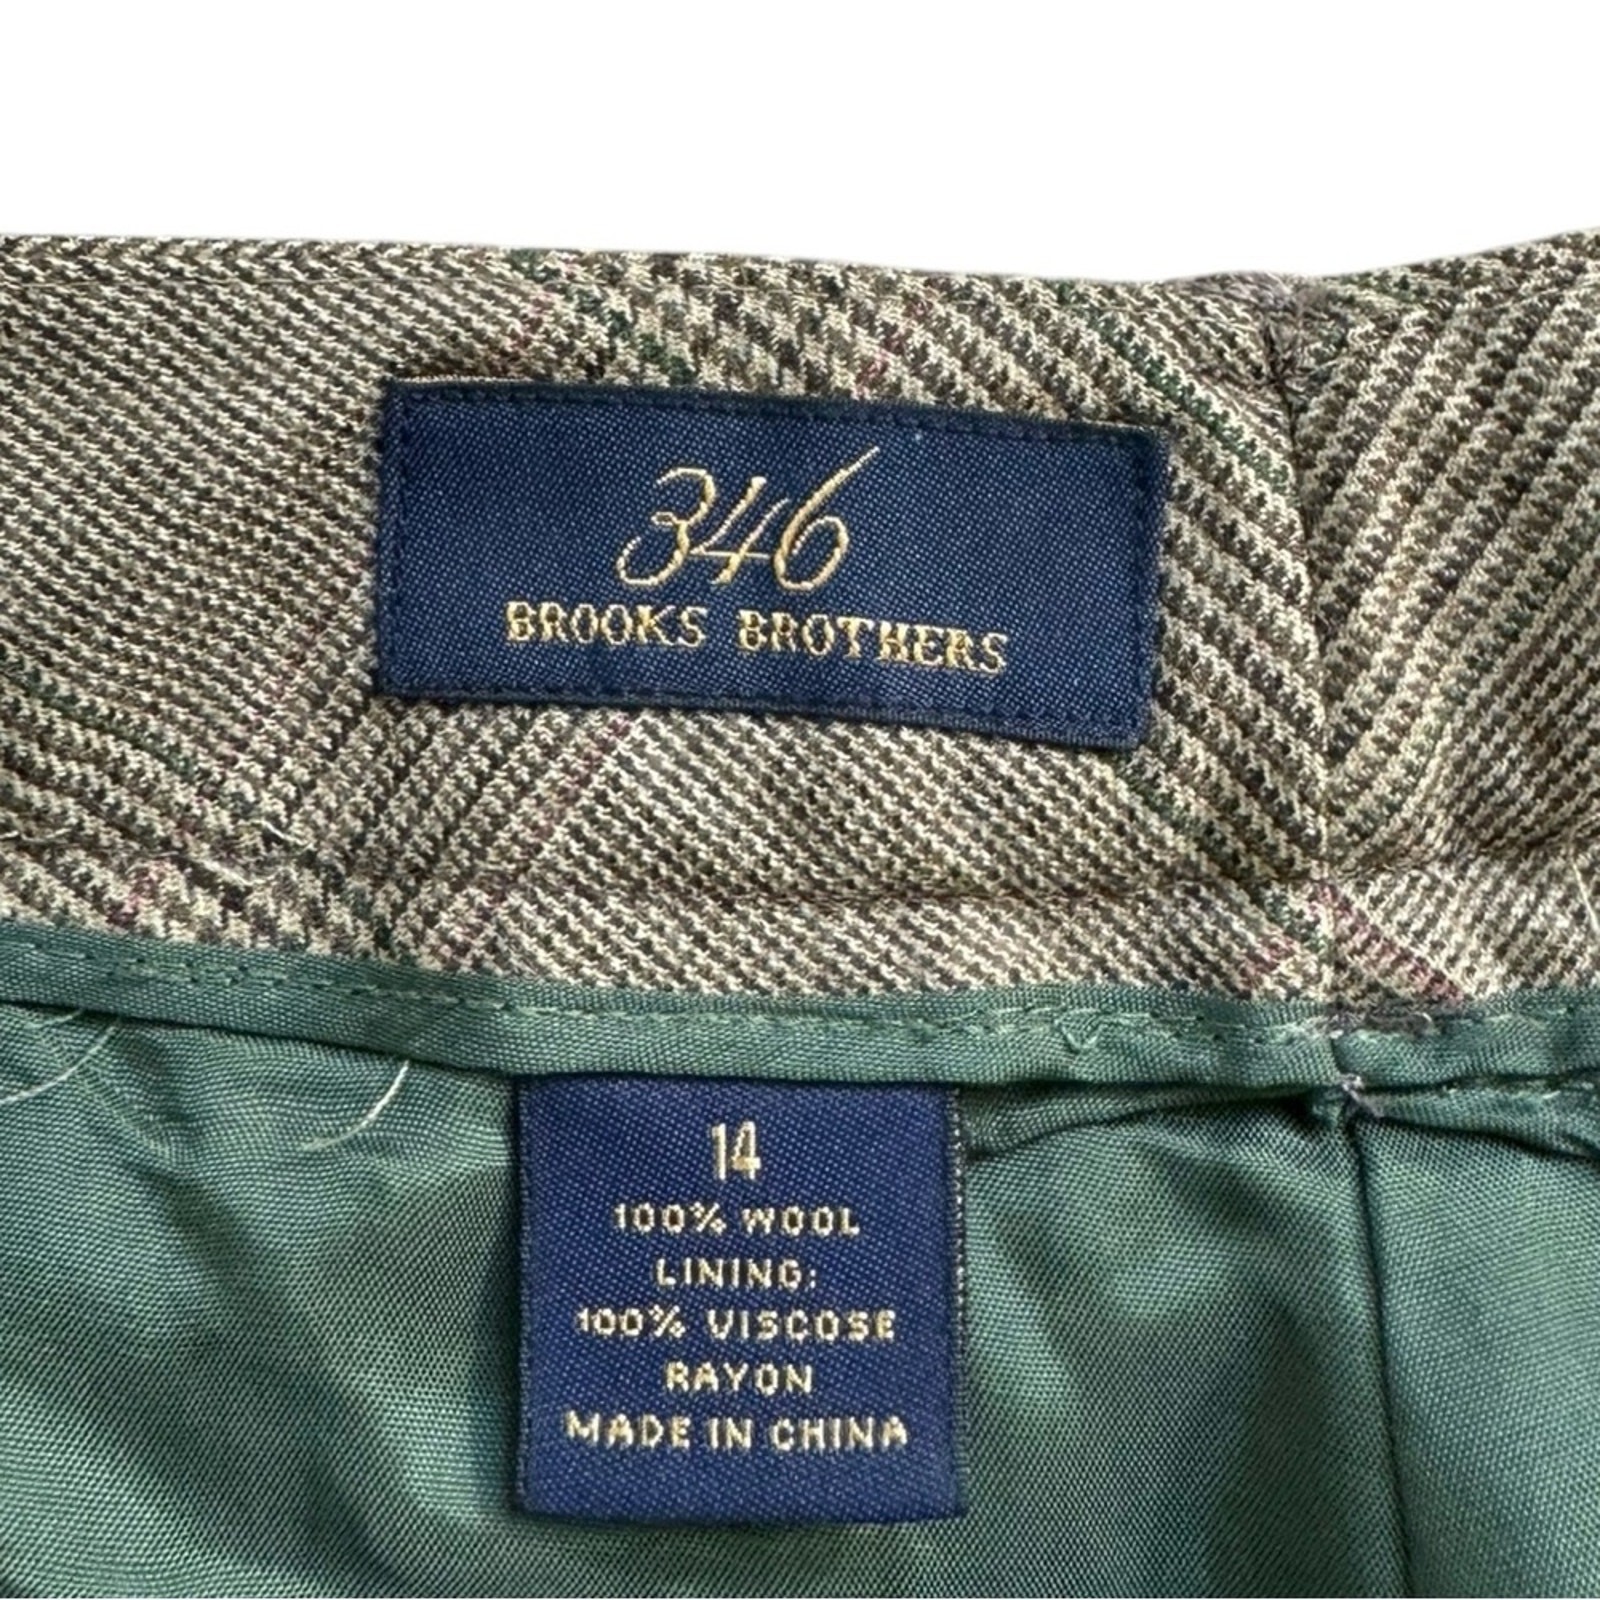 346
BROOKS BROTHERS
14
100% WOOL
LINING:
100% VISCOSE
RAYON
MADE IN CHINA